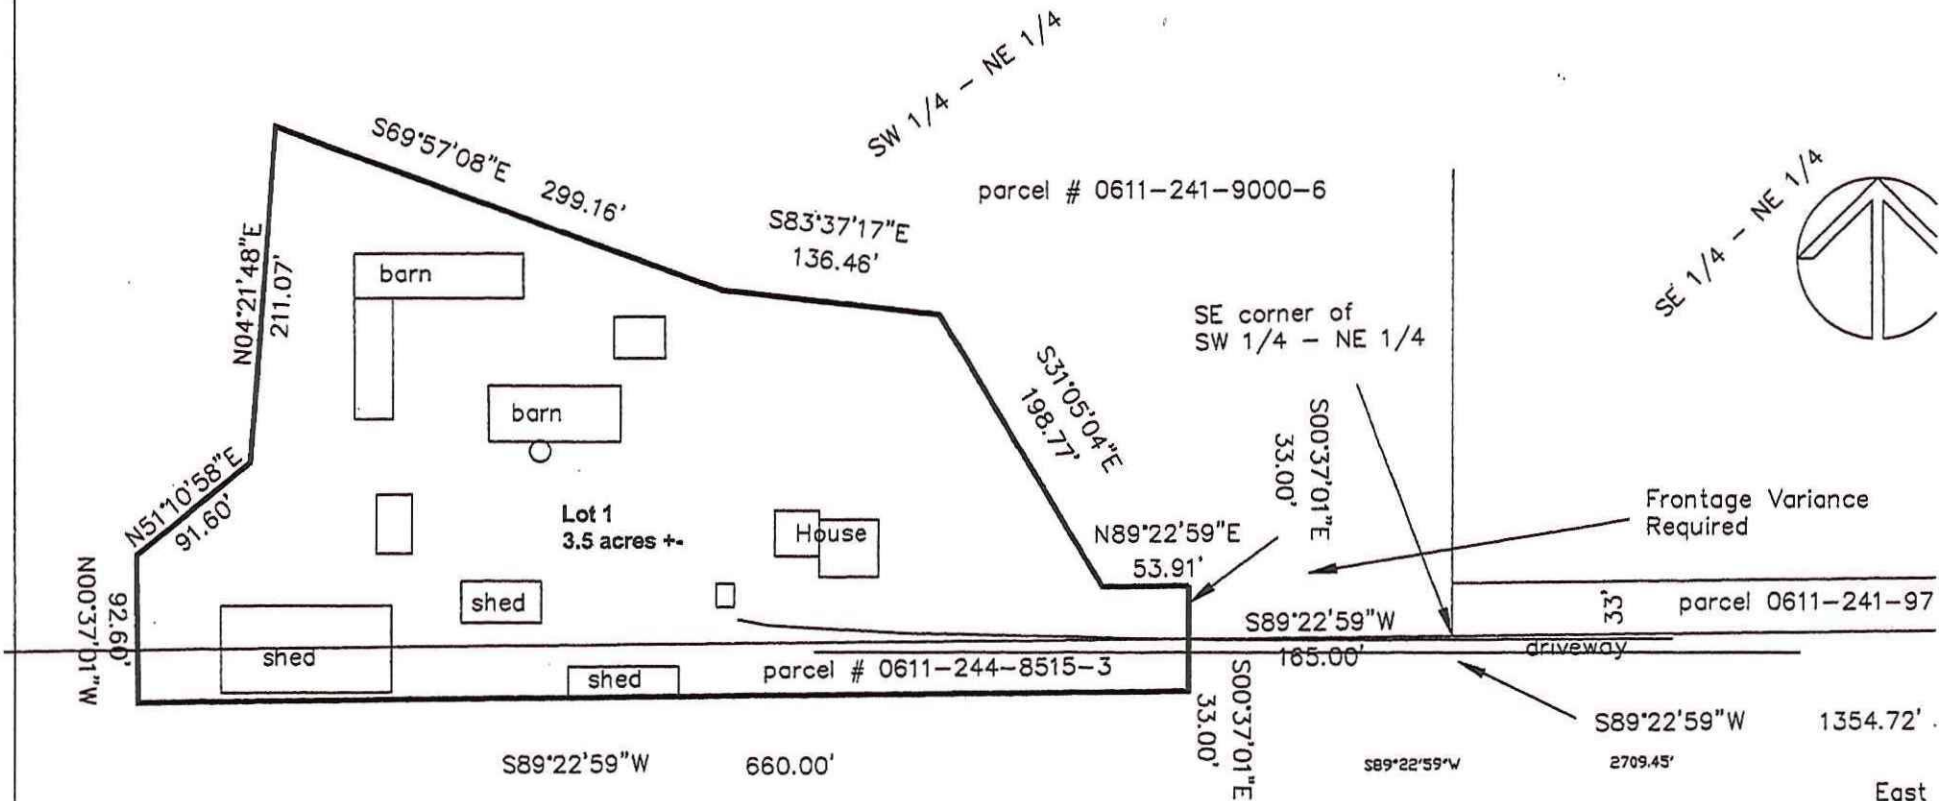 SW 1/4 - NE 1/4
S69°57'08"E 299.16'
parcel # 0611-241-9000-6
S83°37'17"E
136.46'
SE 1/4 - NE 1/4
N04°21'48"E
211.07'
barn
SE corner of
SW 1/4 - NE 1/4
S31°05'04"E
198.77'
barn
S00°37'01"E
33.00'
N51°10'58"E
91.60'
Lot 1
3.5 acres +-
House
Frontage Variance
Required
N89°22'59"E
53.91'
N00°37'01"W
92.60'
shed
S89°22'59"W
165.00'
33'
parcel 0611-241-97
driveway
shed
parcel # 0611-244-8515-3
shed
S00°37'01"E
33.00'
S89°22'59"W 1354.72'
S89°22'59"W 660.00'
S89°22'59"W 2709.45'
East